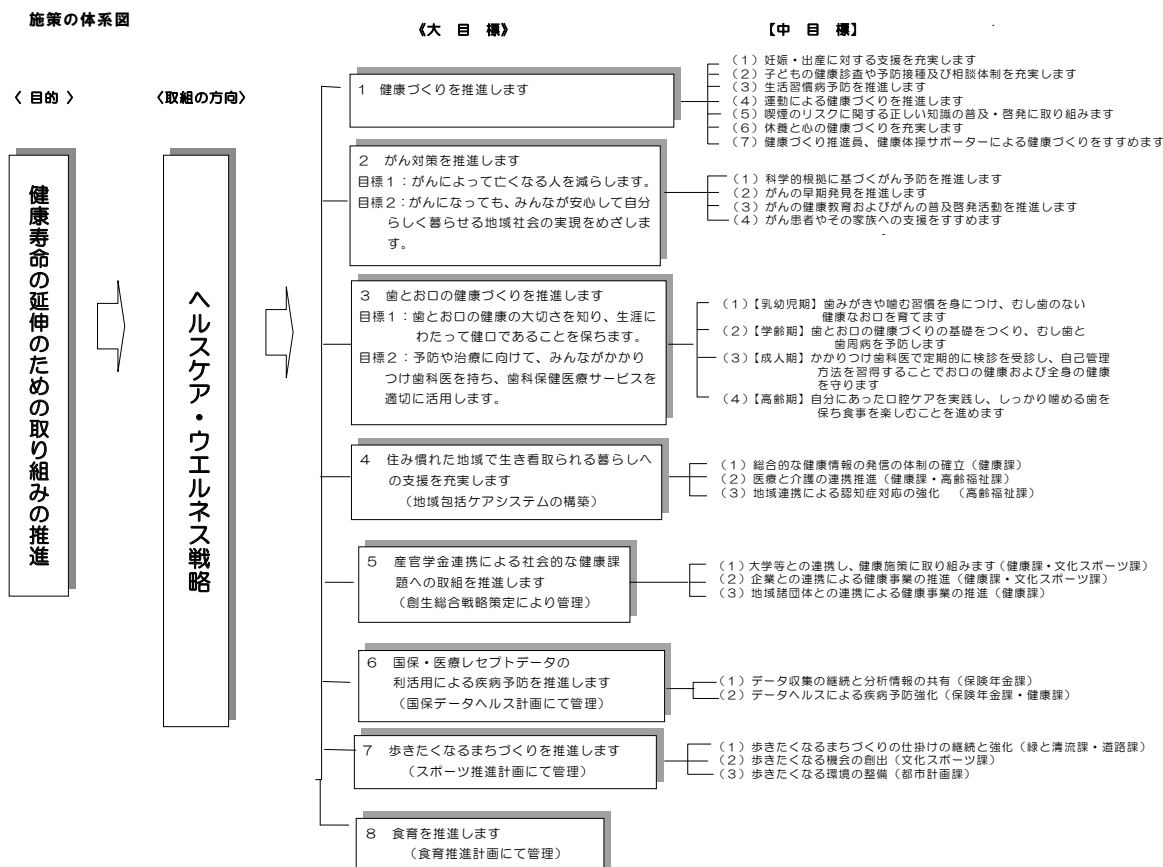 施策の体系図
《大 目 標》
【中 目 標】
〈 目的 〉
〈取組の方向〉
健康寿命の延伸のための取り組みの推進
ヘルスケア・ウエルネス戦略
1 健康づくりを推進します
(1)妊娠・出産に対する支援を充実します
(2)子どもの健康診査や予防接種及び相談体制を充実します
(3)生活習慣病予防を推進します
(4)運動による健康づくりを推進します
(5)喫煙のリスクに関する正しい知識の普及・啓発に取り組みます
(6)休養と心の健康づくりを充実します
(7)健康づくり推進員、健康体操サポーターによる健康づくりをすすめます
2 がん対策を推進します
目標1:がんによって亡くなる人を減らします。
目標2:がんになっても、みんなが安心して自分
らしく暮らせる地域社会の実現をめざしま
す。
(1)科学的根拠に基づくがん予防を推進します
(2)がんの早期発見を推進します
(3)がんの健康教育およびがんの普及啓発活動を推進します
(4)がん患者やその家族への支援をすすめます
3 歯とお口の健康づくりを推進します
目標1:歯とお口の健康の大切さを知り、生涯に
わたって健口であることを保ちます。
目標2:予防や治療に向けて、みんながかかり
つけ歯科医を持ち、歯科保健医療サービスを
適切に活用します。
(1)【乳幼児期】歯みがきや噛む習慣を身につけ、むし歯のない
健康なお口を育てます
(2)【学齢期】歯とお口の健康づくりの基礎をつくり、むし歯と
歯周病を予防します
(3)【成人期】かかりつけ歯科医で定期的に検診を受診し、自己管理
方法を習得することでお口の健康および全身の健康
を守ります
(4)【高齢期】自分にあった口腔ケアを実践し、しっかり噛める歯を
保ち食事を楽しむことを進めます
4 住み慣れた地域で生き看取られる暮らしへ
の支援を充実します
(地域包括ケアシステムの構築)
(1)総合的な健康情報の発信の体制の確立(健康課)
(2)医療と介護の連携推進(健康課・高齢福祉課)
(3)地域連携による認知症対応の強化 (高齢福祉課)
5 産官学金連携による社会的な健康課
題への取組を推進します
(創生総合戦略策定により管理)
(1)大学等との連携し、健康施策に取り組みます(健康課・文化スポーツ課)
(2)企業との連携による健康事業の推進(健康課・文化スポーツ課)
(3)地域諸団体との連携による健康事業の推進(健康課)
6 国保・医療レセプトデータの
利活用による疾病予防を推進します
(国保データヘルス計画にて管理)
(1)データ収集の継続と分析情報の共有(保険年金課)
(2)データヘルスによる疾病予防強化(保険年金課・健康課)
7 歩きたくなるまちづくりを推進します
(スポーツ推進計画にて管理)
(1)歩きたくなるまちづくりの仕掛けの継続と強化(緑と清流課・道路課)
(2)歩きたくなる機会の創出(文化スポーツ課)
(3)歩きたくなる環境の整備(都市計画課)
8 食育を推進します
(食育推進計画にて管理)